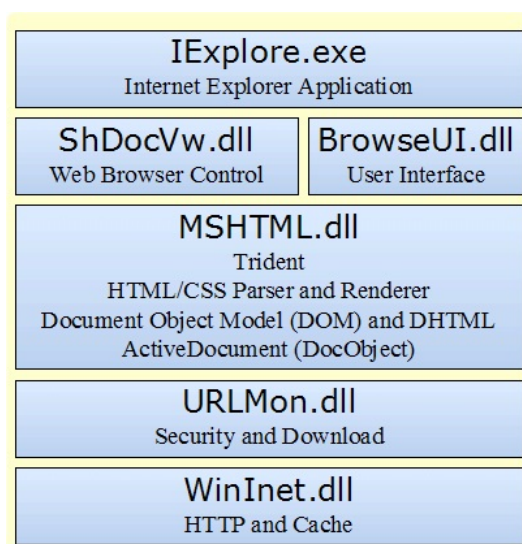 IExplore.exe
Internet Explorer Application
ShDocVw.dll
Web Browser Control
BrowseUI.dll
User Interface
MSHTML.dll
Trident
HTML/CSS Parser and Renderer
Document Object Model (DOM) and DHTML
ActiveDocument (DocObject)
URLMon.dll
Security and Download
WinInet.dll
HTTP and Cache